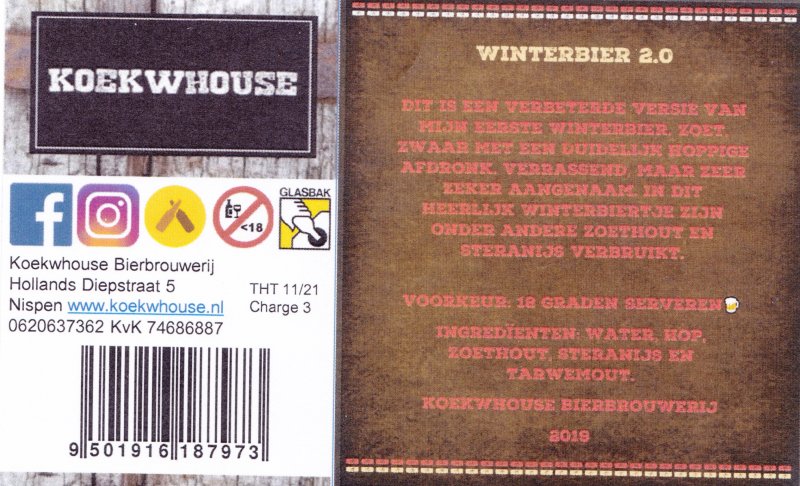 KOEKWHOUSE
<18
GLASBAK
Koekwhouse Bierbrouwerij
Hollands Diepstraat 5
Nispen www.koekwhouse.nl
0620637362 KvK 74686887
THT 11/21
Charge 3
9 501916 187973
WINTERBIER 2.0
DIT IS EEN VERBETERDE VERSIE VAN
MIJN EERSTE WINTERBIER. ZOET,
ZWAAR MET EEN DUIDELIJK HOPPIGE
AFDRONK. VERRASSEND, MAAR ZEER
ZEKER AANGENAAM. IN DIT
HEERLIJK WINTERBIERTJE ZIJN
ONDER ANDERE ZOETHOUT EN
STERANIJS VERBRUIKT.
VOORKEUR: 12 GRADEN SERVEREN🍺
INGREDÏENTEN: WATER, HOP,
ZOETHOUT, STERANIJS EN
TARWEMOUT.
KOEKWHOUSE BIERBROUWERIJ
2019